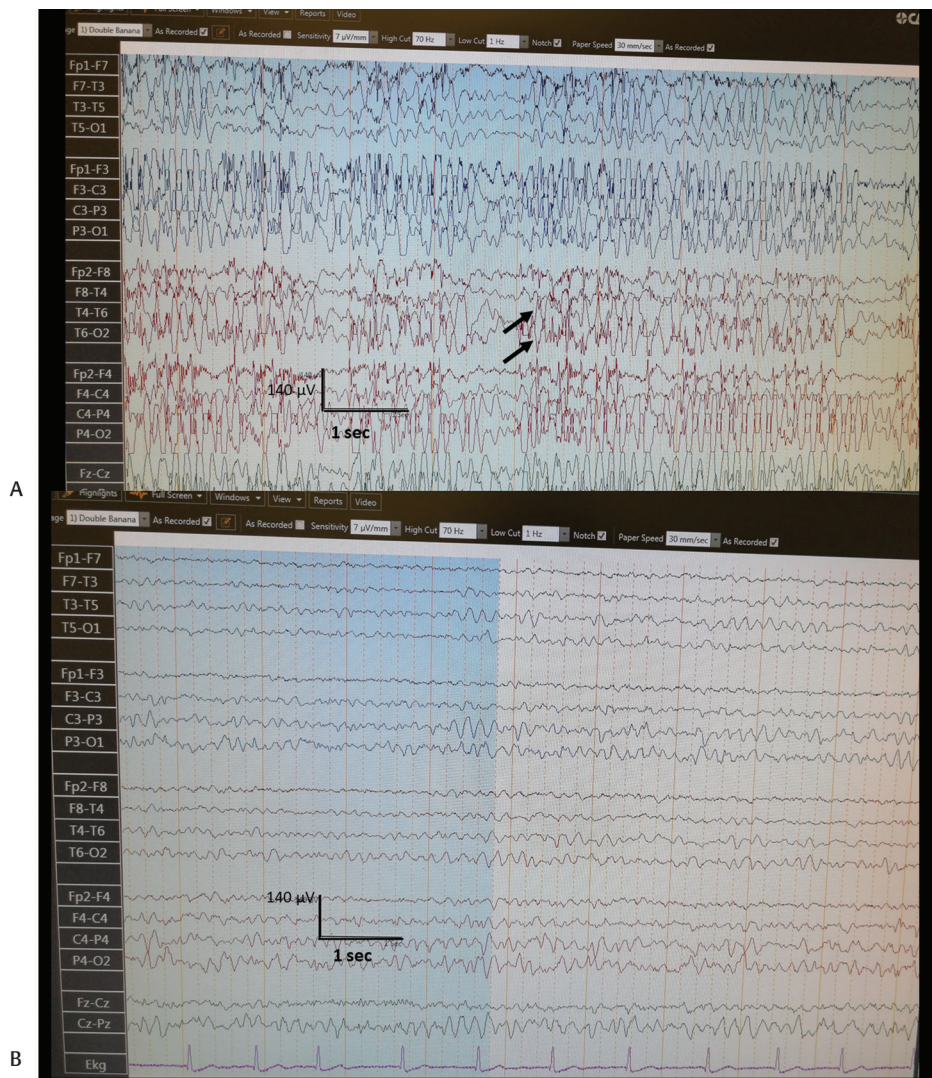 Full Screen Windows View Reports Video
1) Double Banana As Recorded As Recorded Sensitivity 7 µV/mm High Cut 70 Hz Low Cut 1 Hz Notch Paper Speed 30 mm/sec As Recorded
Fp1-F7
F7-T3
T3-T5
T5-O1
Fp1-F3
F3-C3
C3-P3
P3-O1
Fp2-F8
F8-T4
T4-T6
T6-O2
Fp2-F4
140 µV
F4-C4
1 sec
C4-P4
P4-O2
Fz-Cz
A
Highlights Full Screen Windows View Reports Video
1) Double Banana As Recorded As Recorded Sensitivity 7 µV/mm High Cut 70 Hz Low Cut 1 Hz Notch Paper Speed 30 mm/sec As Recorded
Fp1-F7
F7-T3
T3-T5
T5-O1
Fp1-F3
F3-C3
C3-P3
P3-O1
Fp2-F8
F8-T4
T4-T6
T6-O2
Fp2-F4
140 µV
F4-C4
C4-P4
1 sec
P4-O2
Fz-Cz
Cz-Pz
B
Ekg